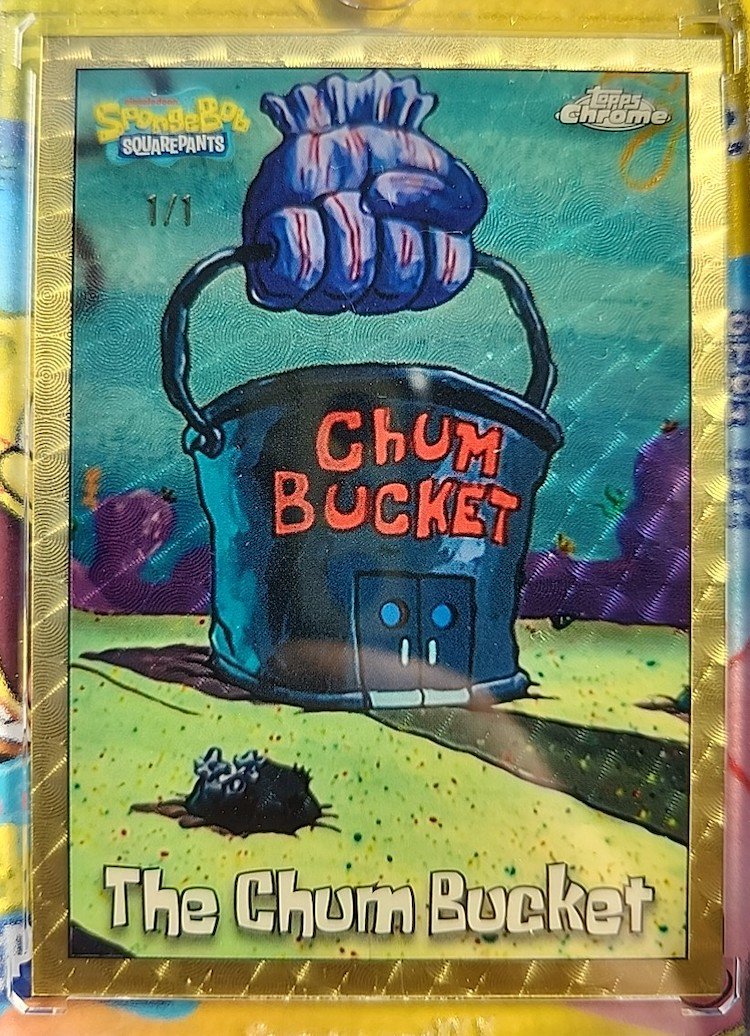 nickelodeon
SpongeBob
SQUAREPANTS
Topps
Chrome
1/1
Chum
Bucket
The Chum Bucket